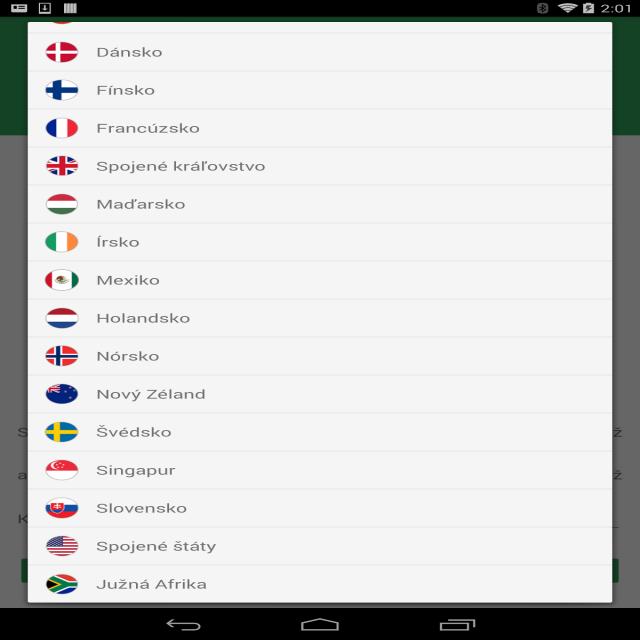 2:01
Dánsko
Fínsko
Francúzsko
Spojené kráľovstvo
Maďarsko
Írsko
Mexiko
Holandsko
Nórsko
Nový Zéland
Švédsko
Singapur
Slovensko
Spojené štáty
Južná Afrika